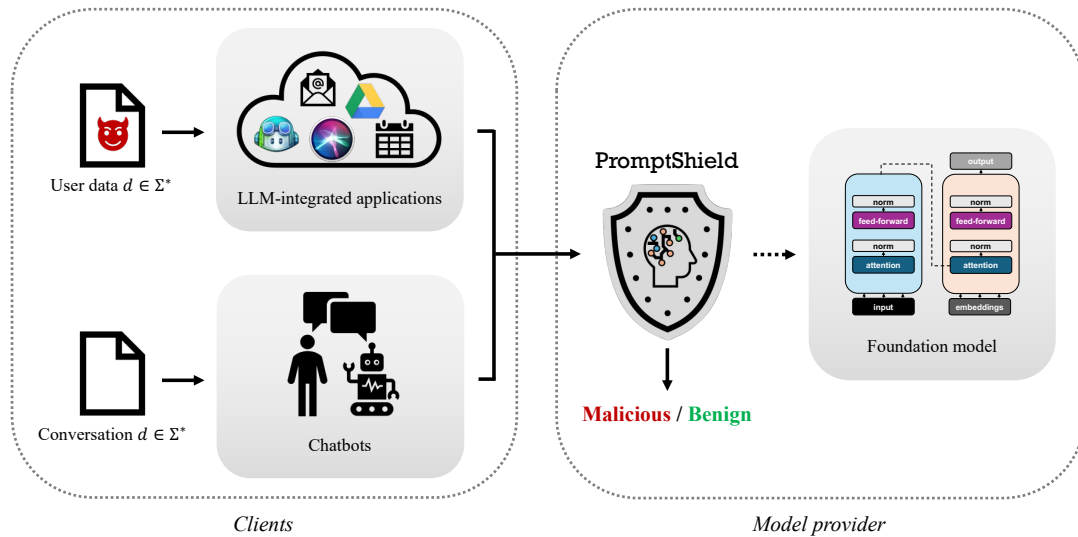 User data 𝑑 ∈ Σ*
LLM-integrated applications
Conversation 𝑑 ∈ Σ*
Chatbots
Clients
PromptShield
Malicious / Benign
output
norm
feed-forward
norm
attention
input
norm
feed-forward
norm
attention
embeddings
Foundation model
Model provider